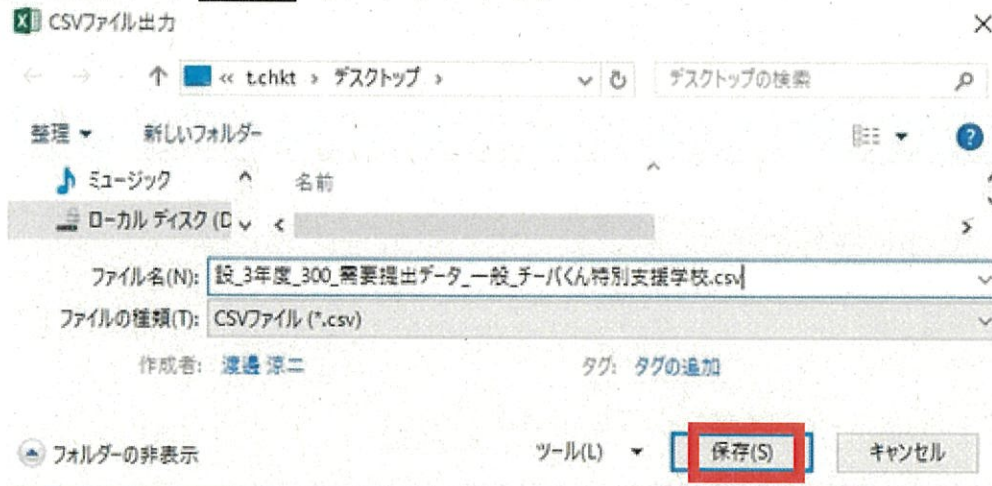 CSVファイル出力
« t.chkt › デスクトップ ›
デスクトップの検索
整理
新しいフォルダー
ミュージック
名前
ローカル ディスク (D
ファイル名(N): 設_3年度_300_需要提出データ_一般_チーバくん特別支援学校.csv
ファイルの種類(T): CSVファイル (*.csv)
作成者: 渡邉 涼二
タグ: タグの追加
フォルダーの非表示
ツール(L)
保存(S)
キャンセル